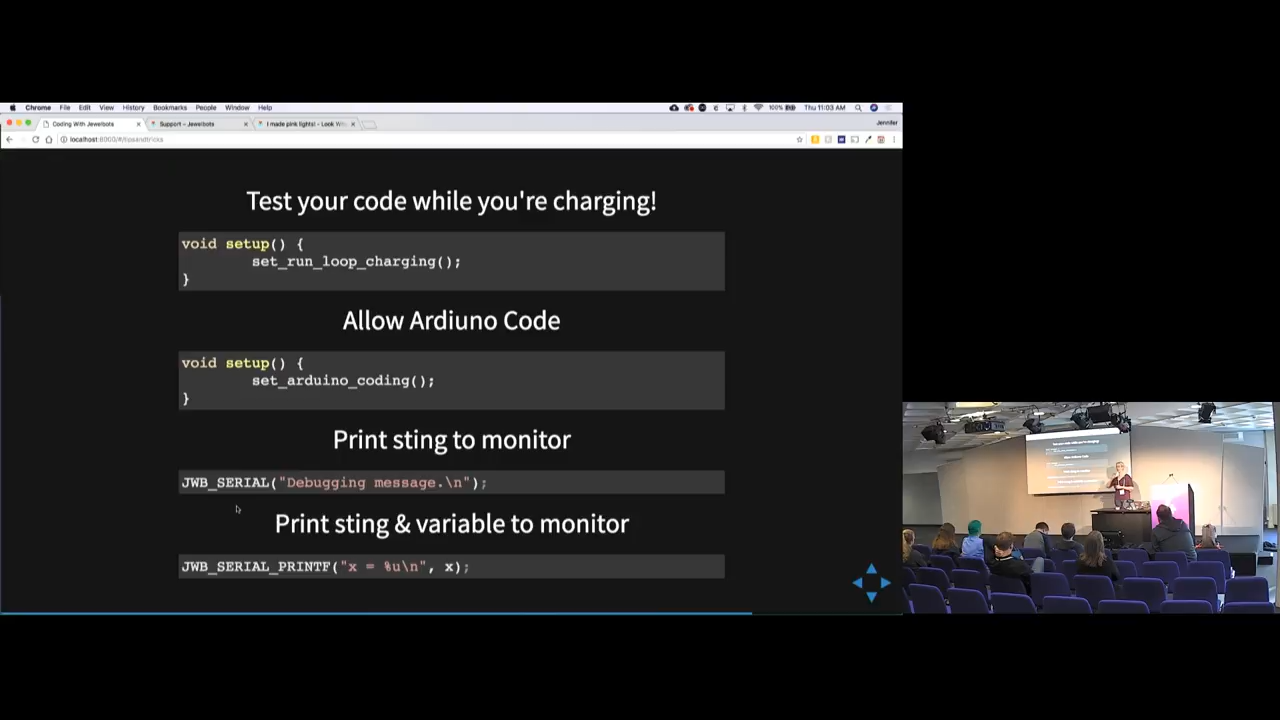 Chrome File Edit View History Bookmarks People Window Help 100% Thu 11:03 AM
Coding With Jewelbots Support – Jewelbots I made pink lights! - Look
Jennifer
localhost:8000/#/tipsandtricks
Test your code while you're charging!
void setup() {
set_run_loop_charging();
}
Allow Ardiuno Code
void setup() {
set_arduino_coding();
}
Print sting to monitor
JWB_SERIAL("Debugging message.\n");
Print sting & variable to monitor
JWB_SERIAL_PRINTF("x = %u\n", x);